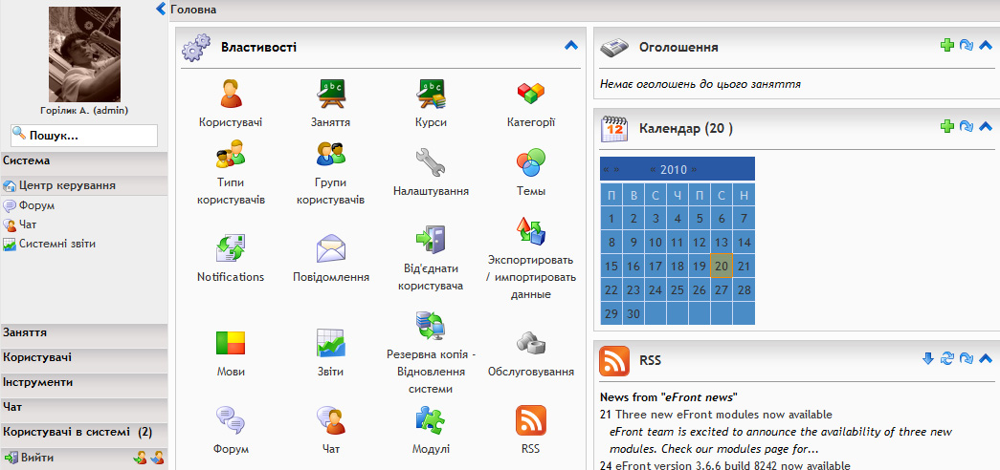 Головна
Горілик А. (admin)
Пошук...
Система
Центр керування
Форум
Чат
Системні звіти
Заняття
Користувачі
Інструменти
Чат
Користувачі в системі (2)
Вийти
Властивості
Користувачі
Заняття
Курси
Категорії
Типи
користувачів
Групи
користувачів
Налаштування
Темы
Notifications
Повідомлення
Від'єднати
користувача
Экспортировать
/ импортировать
данные
Мови
Звіти
Резервна копія -
Відновлення
системи
Обслуговування
Форум
Чат
Модулі
RSS
Оголошення
Немає оголошень до цього заняття
Календар (20 )
« » « 2010 »
П В С Ч П С Н
1 2 3 4 5 6 7
8 9 10 11 12 13 14
15 16 17 18 19 20 21
22 23 24 25 26 27 28
29 30
RSS
News from "eFront news"
21 Three new eFront modules now available
eFront team is excited to announce the availability of three new
modules. Check our modules page for...
24 eFront version 3.6.6 build 8242 now available